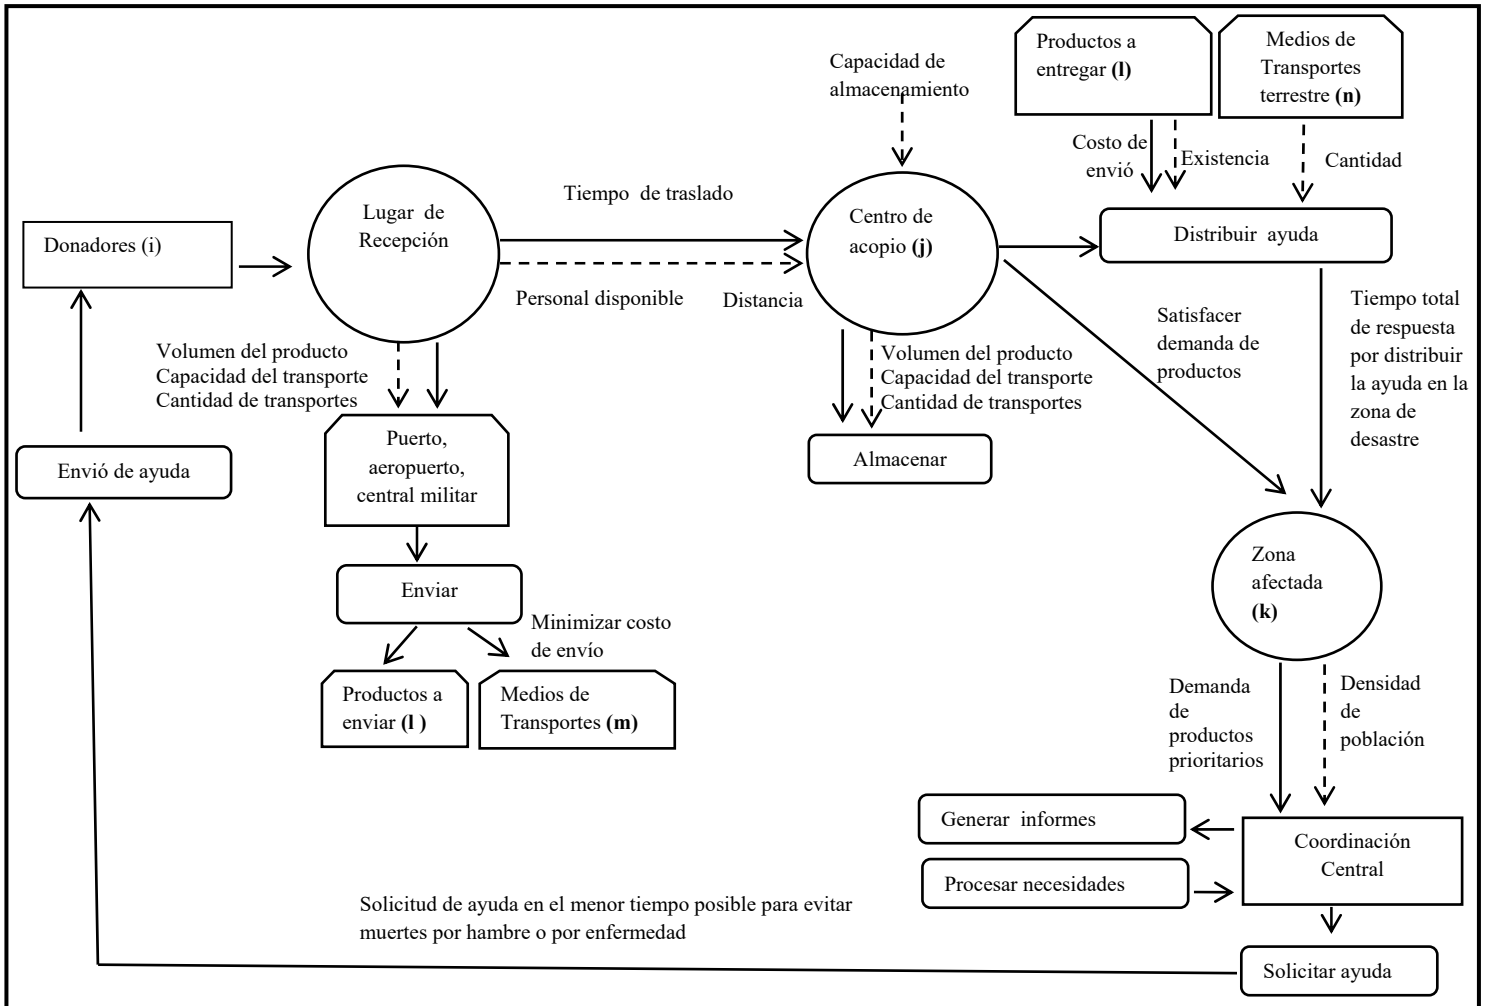 Capacidad de
almacenamiento
Productos a
entregar (l)
Medios de
Transportes
terrestre (n)
Costo de
envió
Existencia
Cantidad
Donadores (i)
Lugar de
Recepción
Tiempo de traslado
Personal disponible
Distancia
Centro de
acopio (j)
Distribuir ayuda
Volumen del producto
Capacidad del transporte
Cantidad de transportes
Volumen del producto
Capacidad del transporte
Cantidad de transportes
Satisfacer
demanda de
productos
Tiempo total
de respuesta
por distribuir
la ayuda en la
zona de
desastre
Envió de ayuda
Puerto,
aeropuerto,
central militar
Almacenar
Enviar
Minimizar costo
de envío
Productos a
enviar (l )
Medios de
Transportes (m)
Zona
afectada
(k)
Demanda
de
productos
prioritarios
Densidad
de
población
Generar informes
Procesar necesidades
Coordinación
Central
Solicitud de ayuda en el menor tiempo posible para evitar
muertes por hambre o por enfermedad
Solicitar ayuda